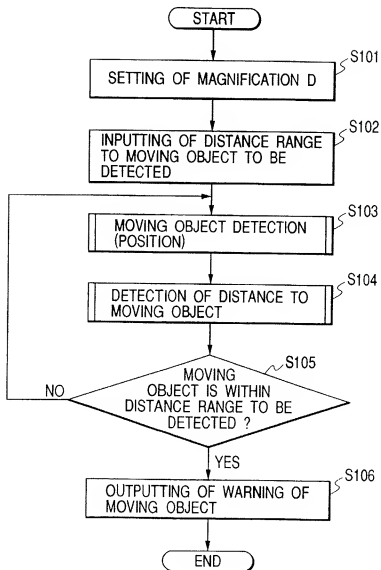 START
S101
SETTING OF MAGNIFICATION D
S102
INPUTTING OF DISTANCE RANGE
TO MOVING OBJECT TO BE
DETECTED
S103
MOVING OBJECT DETECTION
(POSITION)
S104
DETECTION OF DISTANCE TO
MOVING OBJECT
S105
MOVING
OBJECT IS WITHIN
DISTANCE RANGE TO BE
DETECTED ?
NO
YES
S106
OUTPUTTING OF WARNING OF
MOVING OBJECT
END